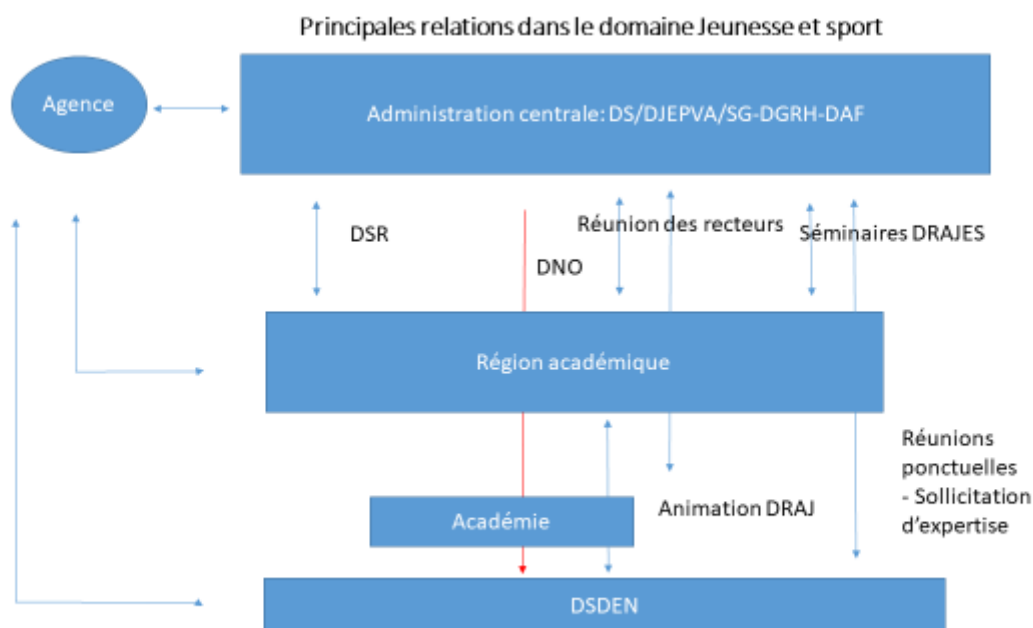 Principales relations dans le domaine Jeunesse et sport
Agence
Administration centrale: DS/DJEPVA/SG-DGRH-DAF
DSR
DNO
Réunion des recteurs
Séminaires DRAJES
Région académique
Réunions
ponctuelles
- Sollicitation
d'expertise
Académie
Animation DRAJ
DSDEN